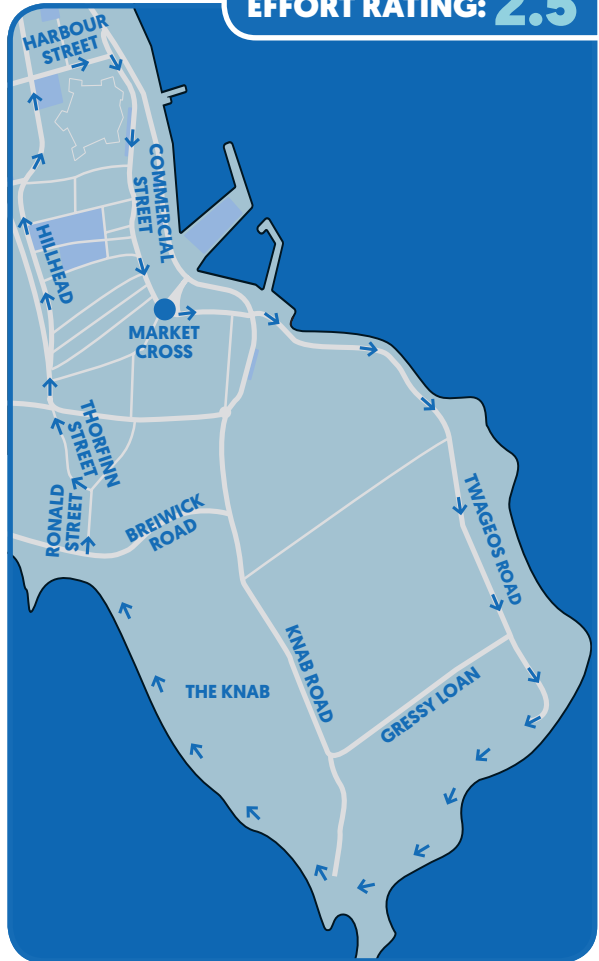 EFFORT RATING: 2.5
HARBOUR
STREET
COMMERCIAL
STREET
HILLHEAD
MARKET
CROSS
THORFINN
STREET
RONALD
STREET
BREIWICK
ROAD
TWAGEOS ROAD
KNAB ROAD
THE KNAB
GRESSY LOAN